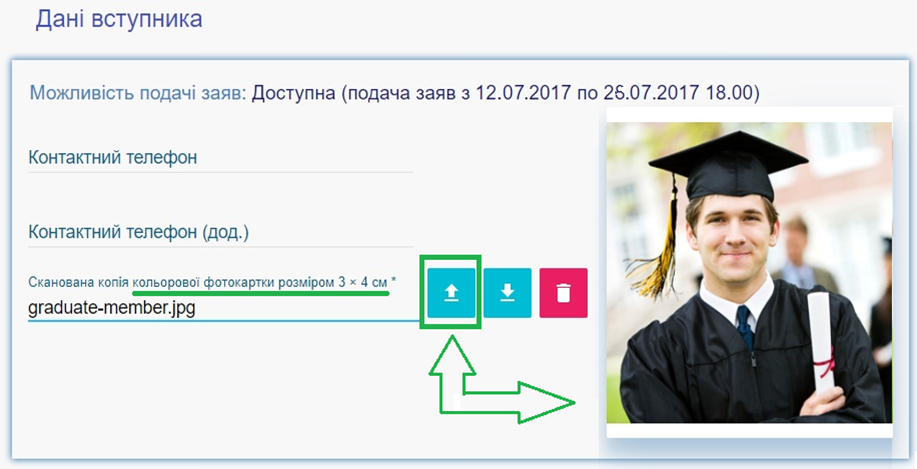 Дані вступника
Можливість подачі заяв: Доступна (подача заяв з 12.07.2017 по 26.07.2017 18.00)
Контактний телефон
Контактний телефон (дод.)
Сканована копія кольорової фотокартки розміром 3 × 4 см *
graduate-member.jpg